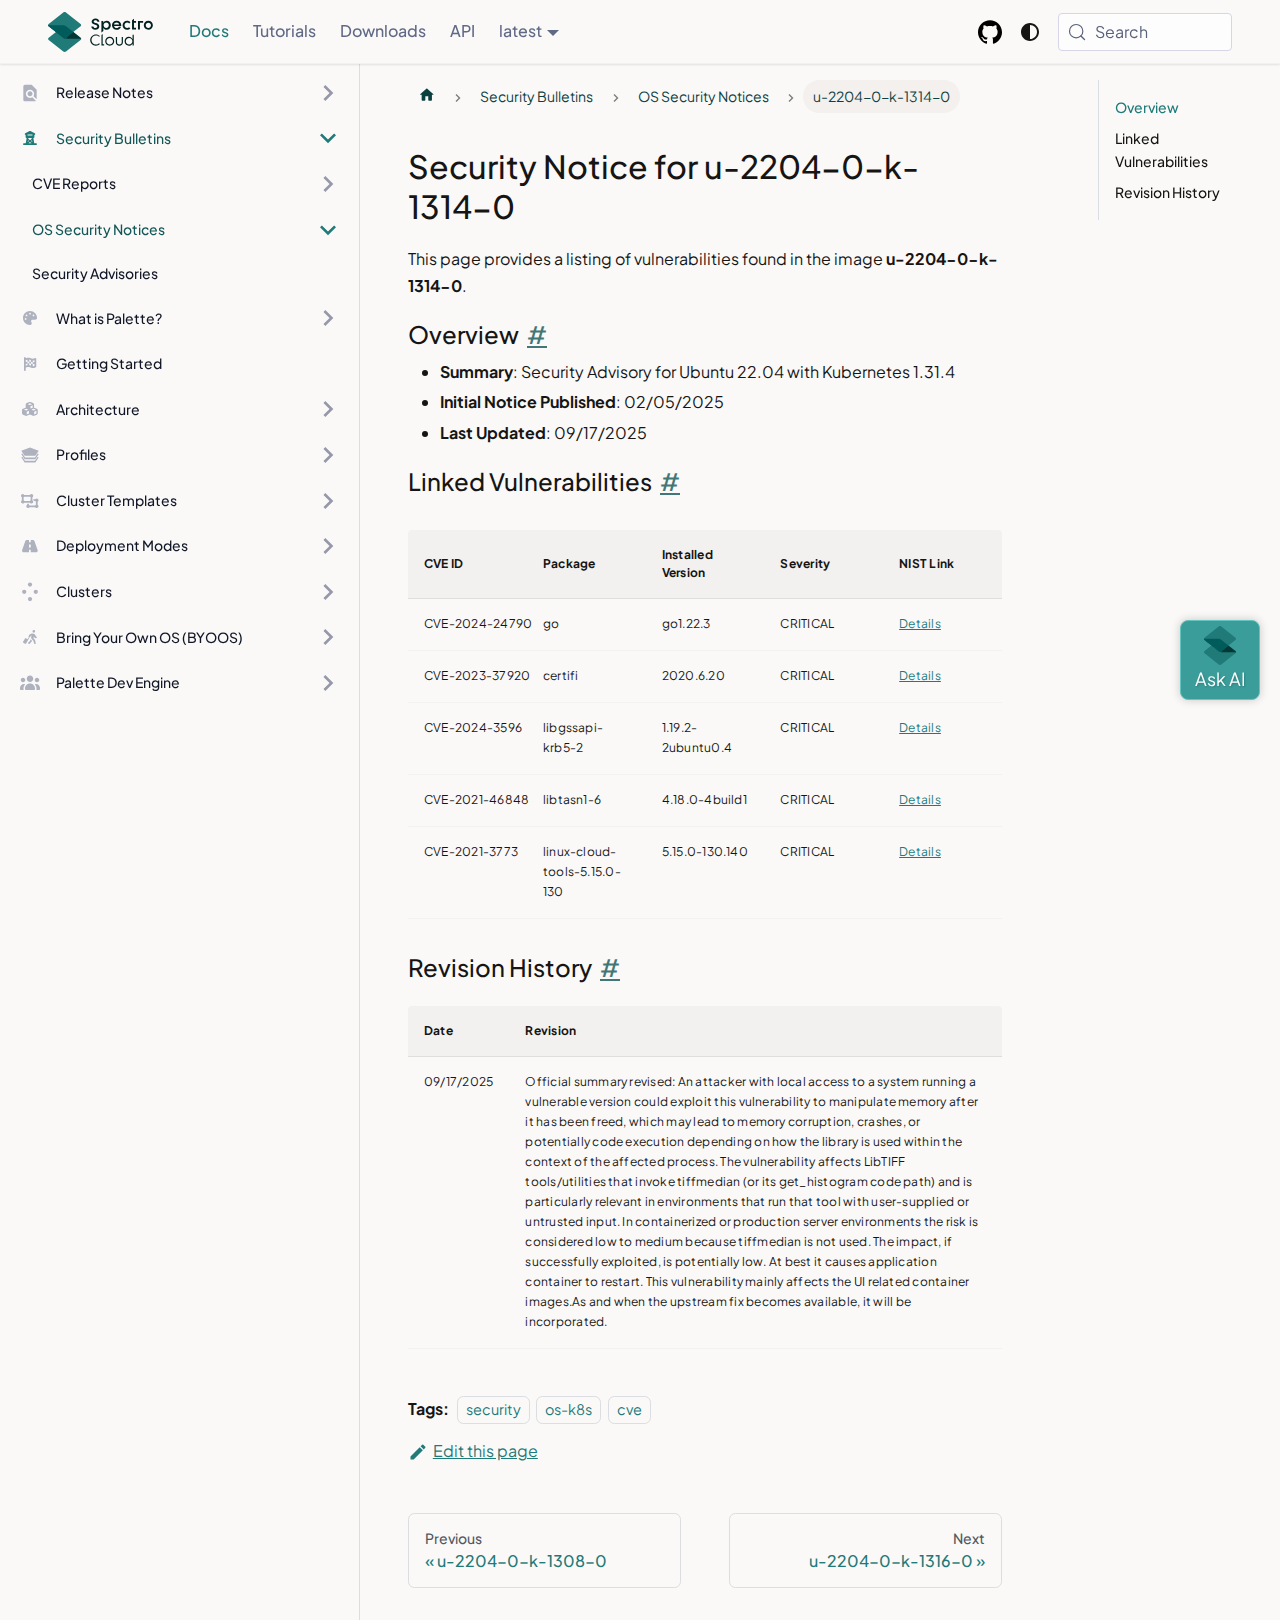 Spectro Cloud
Docs
Tutorials
Downloads
API
latest
Search
Release Notes
Security Bulletins
CVE Reports
OS Security Notices
Security Advisories
What is Palette?
Getting Started
Architecture
Profiles
Cluster Templates
Deployment Modes
Clusters
Bring Your Own OS (BYOOS)
Palette Dev Engine
Security Bulletins
OS Security Notices
u-2204-0-k-1314-0
Security Notice for u-2204-0-k-
1314-0
This page provides a listing of vulnerabilities found in the image u-2204-0-k-
1314-0.
Overview #
Summary: Security Advisory for Ubuntu 22.04 with Kubernetes 1.31.4
Initial Notice Published: 02/05/2025
Last Updated: 09/17/2025
Linked Vulnerabilities #
CVE ID Package Installed Version Severity NIST Link
CVE-2024-24790 go go1.22.3 CRITICAL Details
CVE-2023-37920 certifi 2020.6.20 CRITICAL Details
CVE-2024-3596 libgssapi-krb5-2 1.19.2-2ubuntu0.4 CRITICAL Details
CVE-2021-46848 libtasn1-6 4.18.0-4build1 CRITICAL Details
CVE-2021-3773 linux-cloud-tools-5.15.0-130 5.15.0-130.140 CRITICAL Details
Revision History #
Date Revision
09/17/2025 Official summary revised: An attacker with local access to a system running a
vulnerable version could exploit this vulnerability to manipulate memory after
it has been freed, which may lead to memory corruption, crashes, or
potentially code execution depending on how the library is used within the
context of the affected process. The vulnerability affects LibTIFF
tools/utilities that invoke tiffmedian (or its get_histogram code path) and is
particularly relevant in environments that run that tool with user-supplied or
untrusted input. In containerized or production server environments the risk is
considered low to medium because tiffmedian is not used. The impact, if
successfully exploited, is potentially low. At best it causes application
container to restart. This vulnerability mainly affects the UI related container
images.As and when the upstream fix becomes available, it will be
incorporated.
Tags: security os-k8s cve
Edit this page
Previous
« u-2204-0-k-1308-0
Next
u-2204-0-k-1316-0 »
Overview
Linked
Vulnerabilities
Revision History
Ask AI